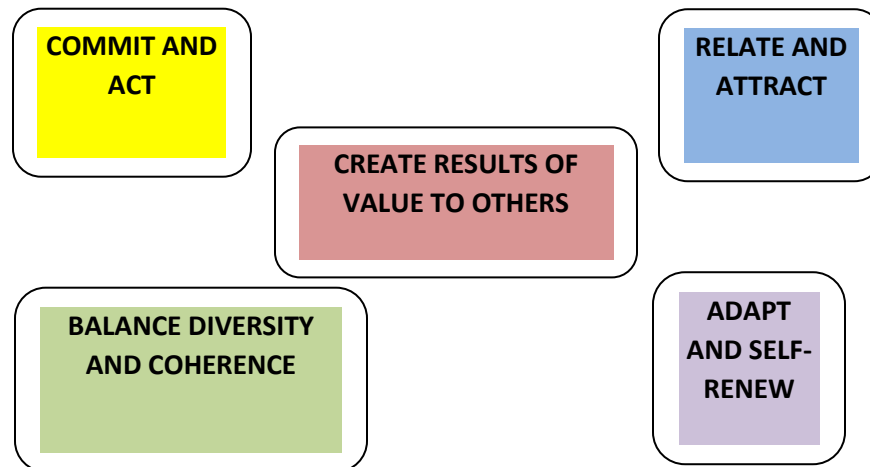 COMMIT AND
ACT
RELATE AND
ATTRACT
CREATE RESULTS OF
VALUE TO OTHERS
BALANCE DIVERSITY
AND COHERENCE
ADAPT
AND SELF-
RENEW